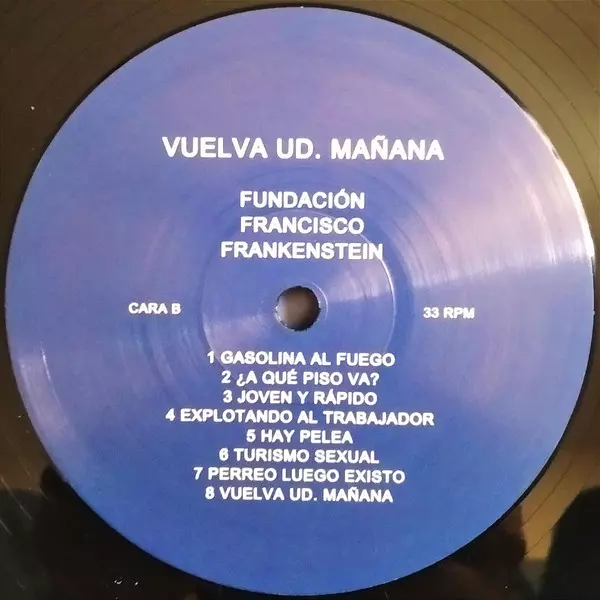 VUELVA UD. MAÑANA
FUNDACIÓN
FRANCISCO
FRANKENSTEIN
CARA B
33 RPM
1 GASOLINA AL FUEGO
2 ¿A QUÉ PISO VA?
3 JOVEN Y RÁPIDO
4 EXPLOTANDO AL TRABAJADOR
5 HAY PELEA
6 TURISMO SEXUAL
7 PERREO LUEGO EXISTO
8 VUELVA UD. MAÑANA